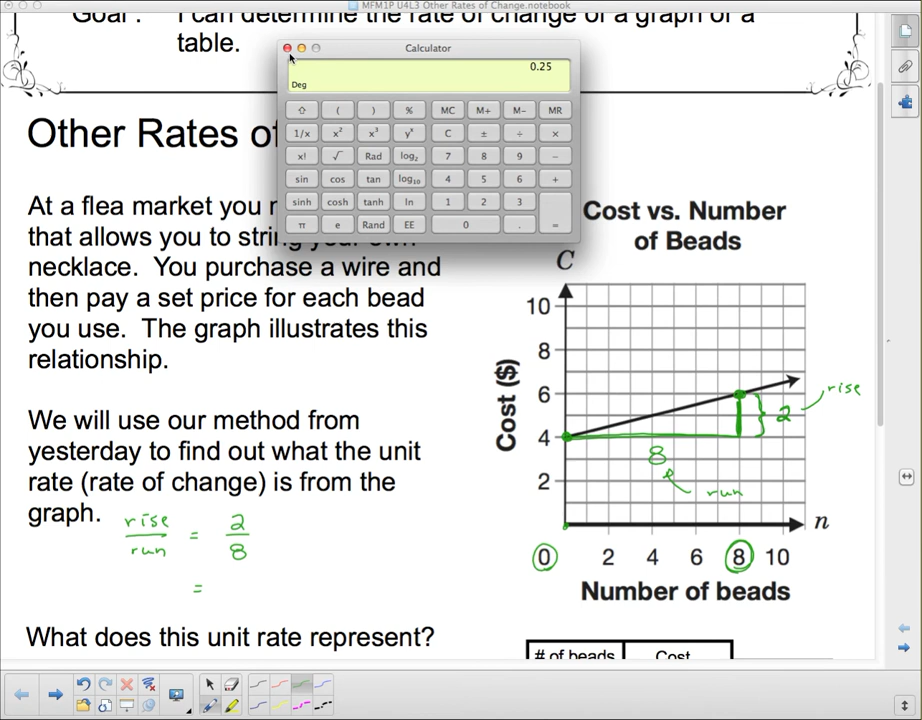 MFM1P U4L3 Other Rates of Change.notebook
Goal : I can determine the rate of change of a graph or a
table.
Calculator
0.25
Deg
( ) % MC M+ M- MR
1/x x² x³ yˣ C ± ÷ ×
x! √ Rad log₂ 7 8 9 −
sin cos tan log₁₀ 4 5 6 +
sinh cosh tanh ln 1 2 3
π e Rand EE 0 . =
Other Rates of
At a flea market you
that allows you to string your own
necklace. You purchase a wire and
then pay a set price for each bead
you use. The graph illustrates this
relationship.
We will use our method from
yesterday to find out what the unit
rate (rate of change) is from the
graph.
rise/run = 2/8
=
What does this unit rate represent?
Cost vs. Number
of Beads
C
10
8
6
4
2
Cost ($)
2 rise
8
run
n
0 2 4 6 8 10
Number of beads
# of beads Cost